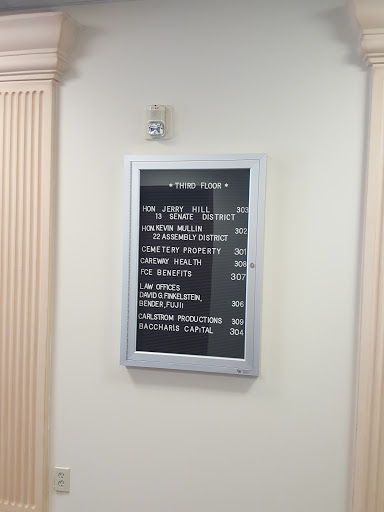 * THIRD FLOOR *
HON JERRY HILL 303
13 SENATE DISTRICT
HON.KEVIN MULLIN 302
22 ASSEMBLY DISTRICT
CEMETERY PROPERTY 301
CAREWAY HEALTH 308
FCE BENEFITS 307
LAW OFFICES
DAVID G.FINKELSTEIN,
BENDER,FUJII 306
CARLSTROM PRODUCTIONS 309
BACCHARIS CAPITAL 304